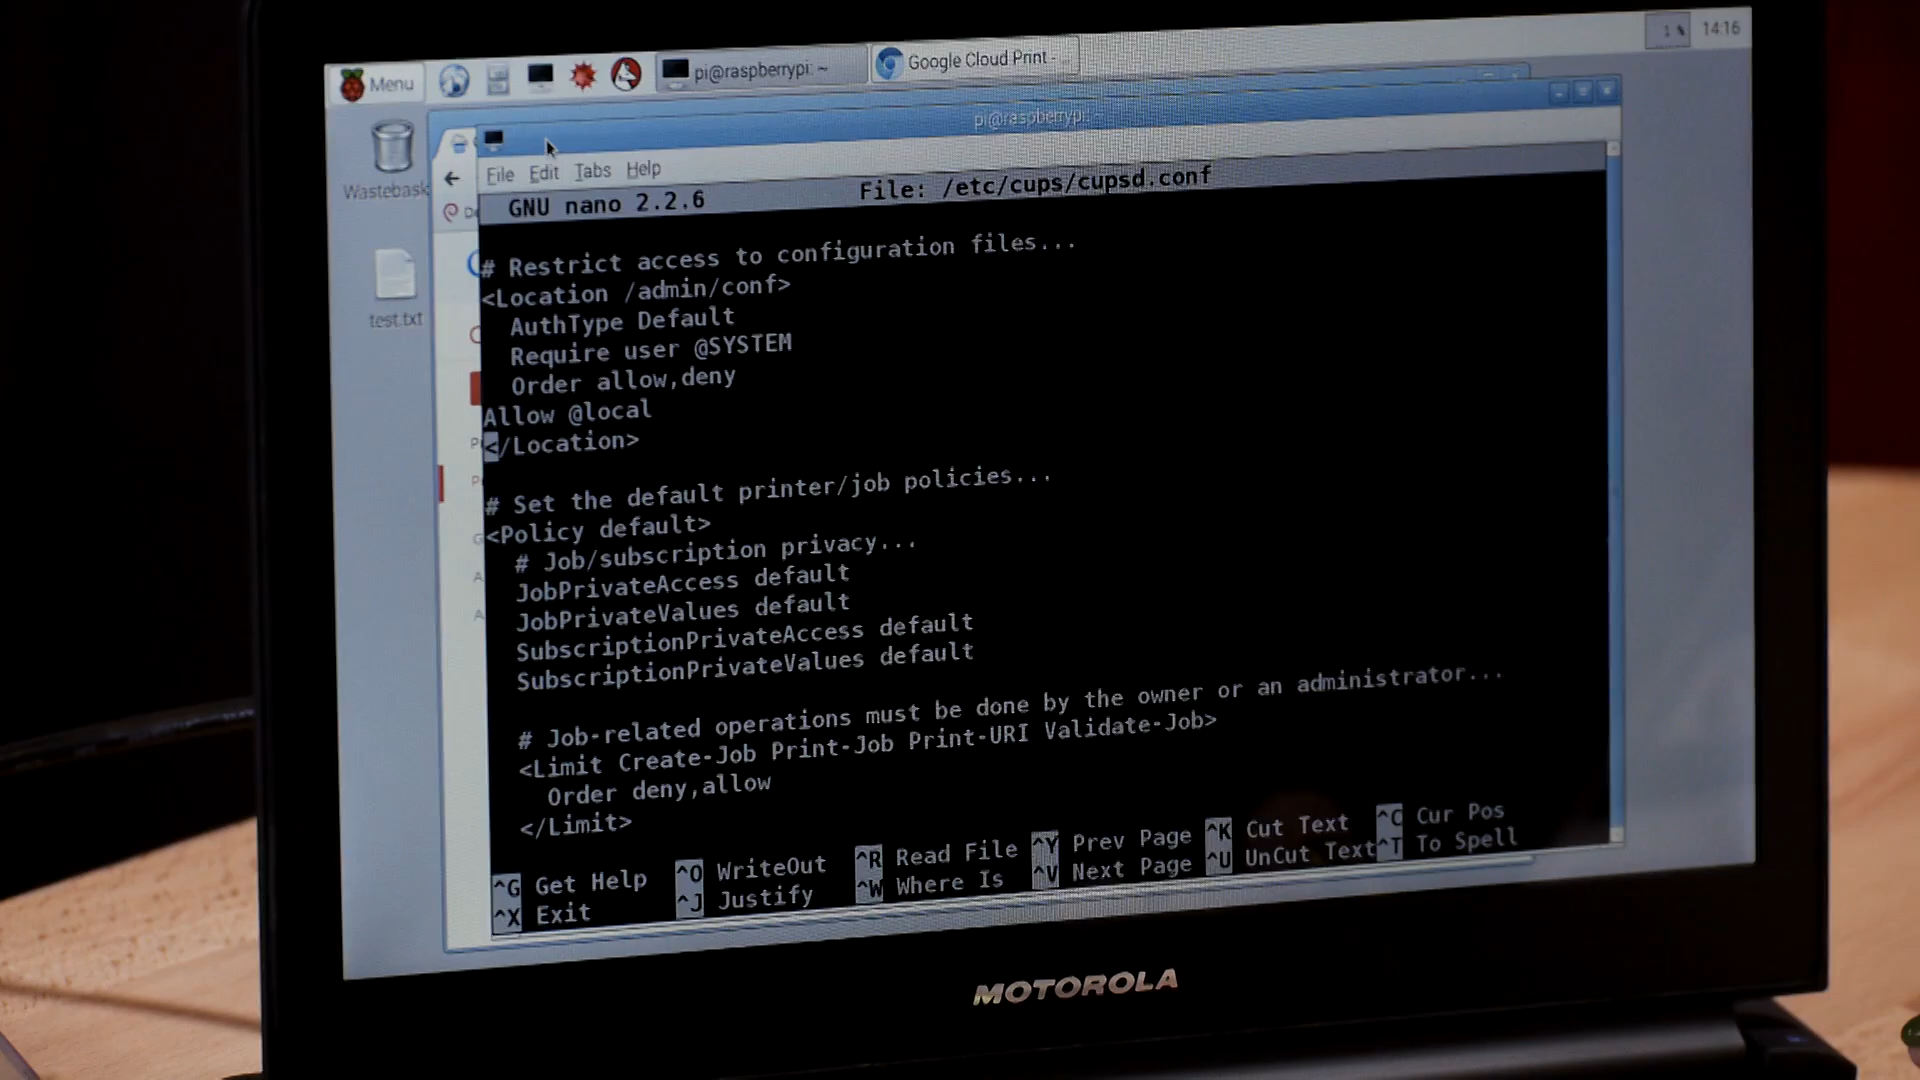 Menu
pi@raspberrypi: ~
Google Cloud Print - ...
1 %
14:16
pi@raspberrypi: ~
Wastebask
test.txt
File Edit Tabs Help
GNU nano 2.2.6 File: /etc/cups/cupsd.conf
# Restrict access to configuration files...
<Location /admin/conf>
AuthType Default
Require user @SYSTEM
Order allow,deny
Allow @local
</Location>
# Set the default printer/job policies...
<Policy default>
# Job/subscription privacy...
JobPrivateAccess default
JobPrivateValues default
SubscriptionPrivateAccess default
SubscriptionPrivateValues default
# Job-related operations must be done by the owner or an administrator...
<Limit Create-Job Print-Job Print-URI Validate-Job>
Order deny,allow
</Limit>
^G Get Help ^O WriteOut ^R Read File ^Y Prev Page ^K Cut Text ^C Cur Pos
^X Exit ^J Justify ^W Where Is ^V Next Page ^U UnCut Text ^T To Spell
MOTOROLA